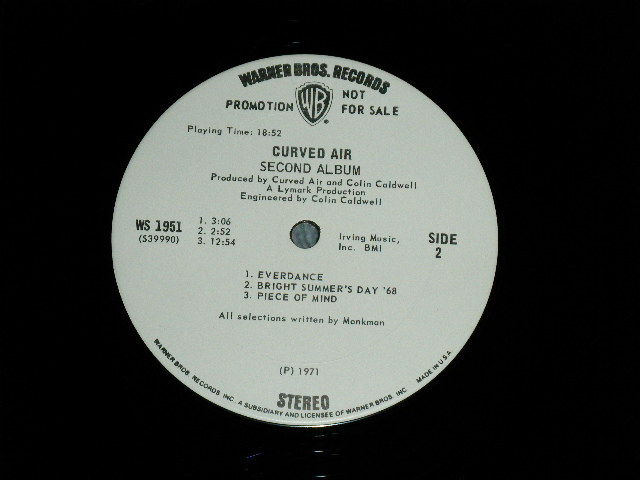 WARNER BROS. RECORDS
PROMOTION
WB
®
NOT
FOR SALE
Playing Time: 18:52
CURVED AIR
SECOND ALBUM
Produced by Curved Air and Colin Caldwell
A Lymark Production
Engineered by Colin Caldwell
WS 1951
(S39990)
1. 3:06
2. 2:52
3. 12:54
Irving Music,
Inc. BMI
SIDE
2
1. EVERDANCE
2. BRIGHT SUMMER'S DAY '68
3. PIECE OF MIND
All selections written by Monkman
(P) 1971
STEREO
WARNER BROS. RECORDS INC. A SUBSIDIARY AND LICENSEE OF WARNER BROS. INC. MADE IN U.S.A.